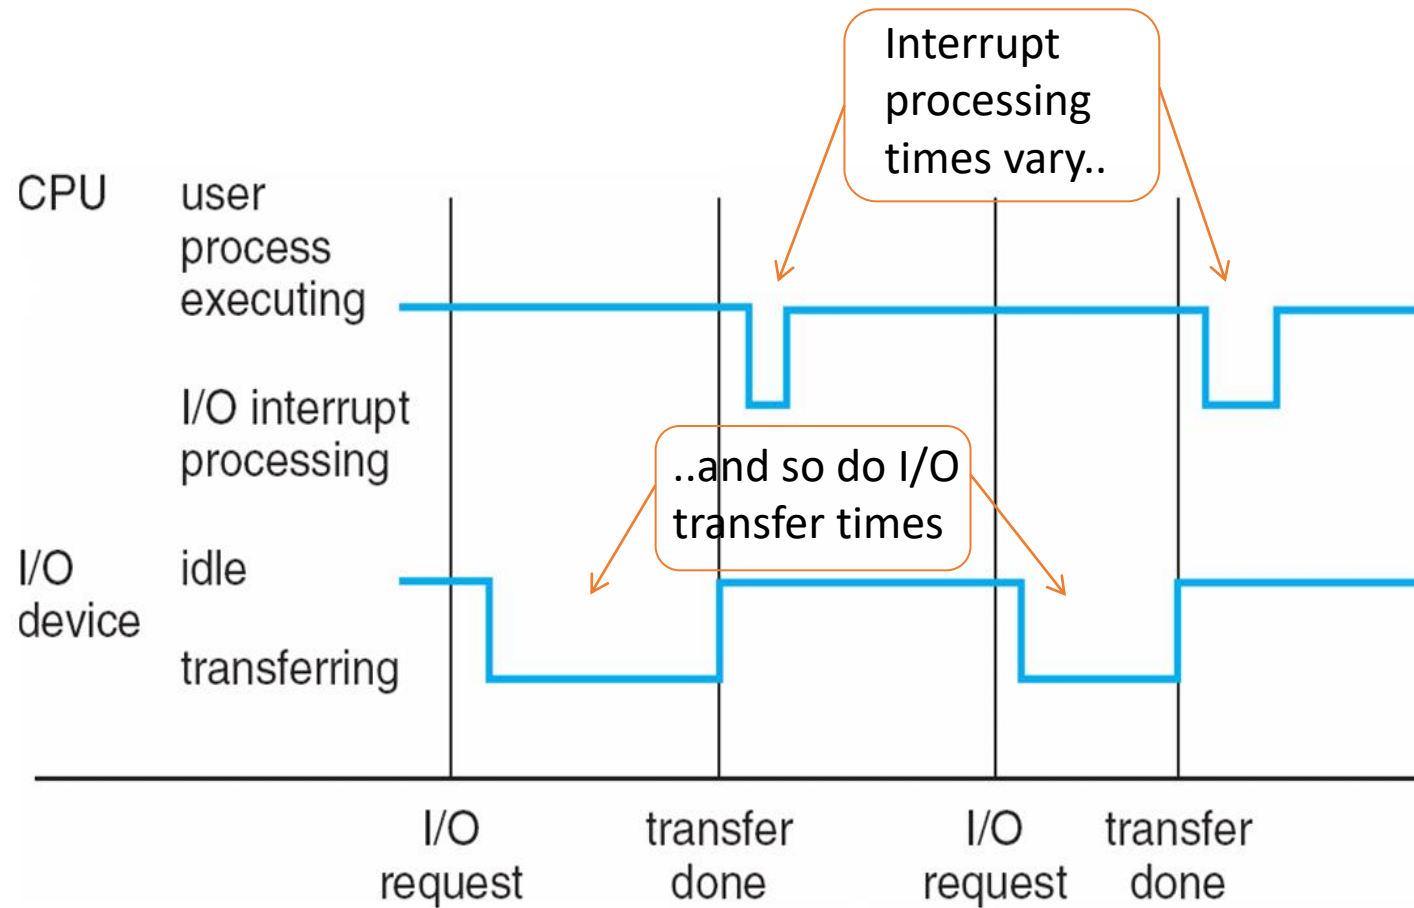 Interrupt
processing
times vary..
CPU
user
process
executing
I/O interrupt
processing
..and so do I/O
transfer times
I/O
device
idle
transferring
I/O
request
transfer
done
I/O
request
transfer
done